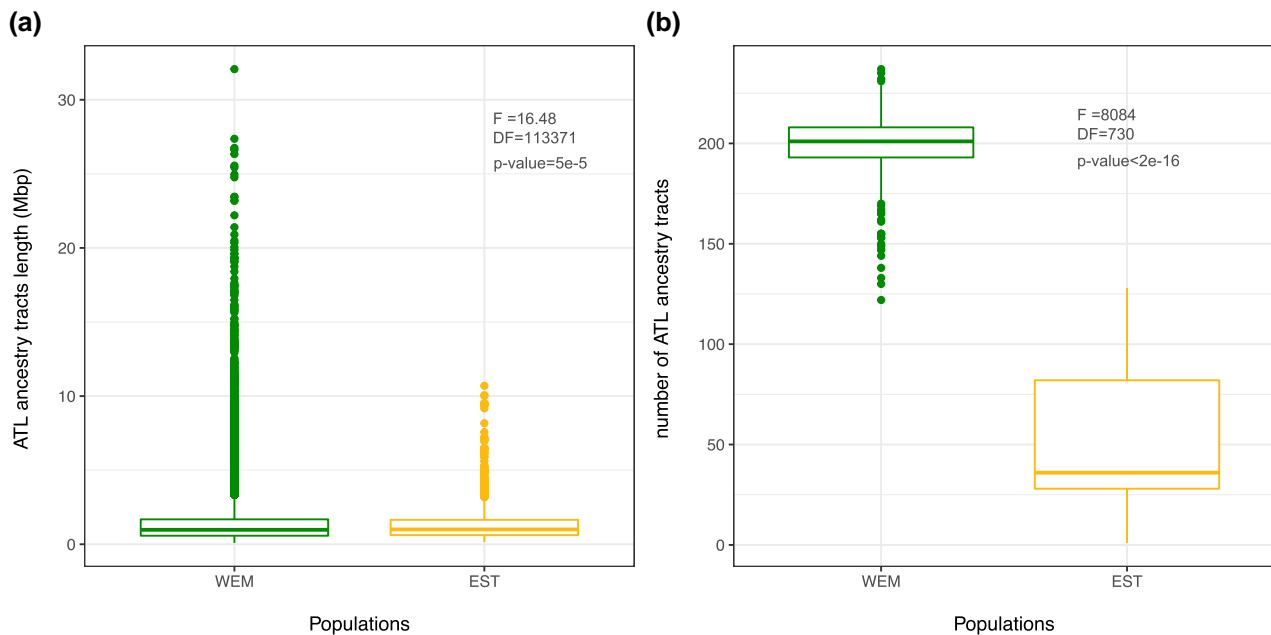 (a)
ATL ancestry tracts length (Mbp)
30
20
10
0
F =16.48
DF=113371
p-value=5e-5
WEM
EST
Populations
(b)
number of ATL ancestry tracts
200
150
100
50
0
F =8084
DF=730
p-value<2e-16
WEM
EST
Populations